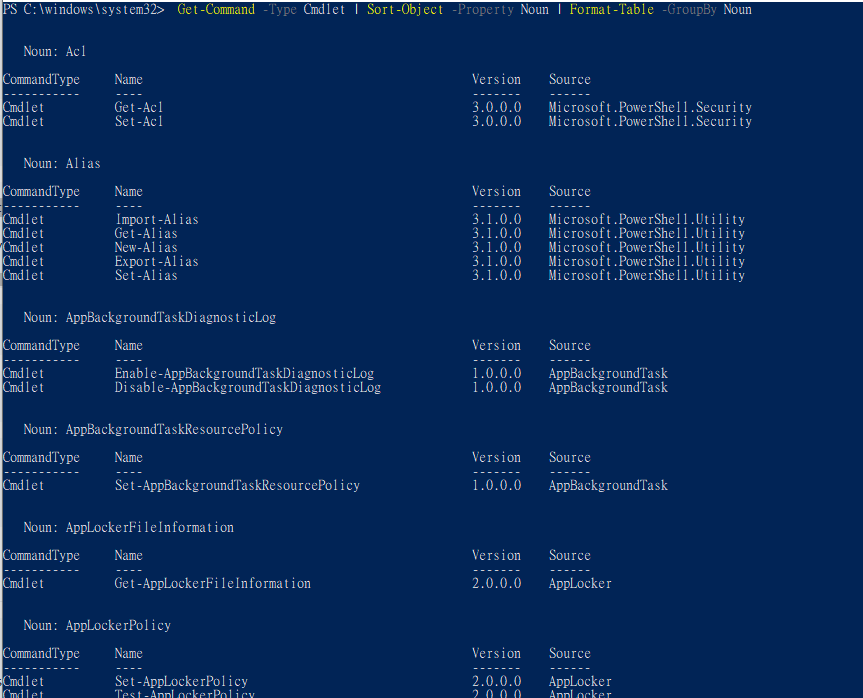 PS C:\windows\system32> Get-Command -Type Cmdlet | Sort-Object -Property Noun | Format-Table -GroupBy Noun
Noun: Acl
CommandType Name Version Source
----------- ---- ------- ------
Cmdlet Get-Acl 3.0.0.0 Microsoft.PowerShell.Security
Cmdlet Set-Acl 3.0.0.0 Microsoft.PowerShell.Security
Noun: Alias
CommandType Name Version Source
----------- ---- ------- ------
Cmdlet Import-Alias 3.1.0.0 Microsoft.PowerShell.Utility
Cmdlet Get-Alias 3.1.0.0 Microsoft.PowerShell.Utility
Cmdlet New-Alias 3.1.0.0 Microsoft.PowerShell.Utility
Cmdlet Export-Alias 3.1.0.0 Microsoft.PowerShell.Utility
Cmdlet Set-Alias 3.1.0.0 Microsoft.PowerShell.Utility
Noun: AppBackgroundTaskDiagnosticLog
CommandType Name Version Source
----------- ---- ------- ------
Cmdlet Enable-AppBackgroundTaskDiagnosticLog 1.0.0.0 AppBackgroundTask
Cmdlet Disable-AppBackgroundTaskDiagnosticLog 1.0.0.0 AppBackgroundTask
Noun: AppBackgroundTaskResourcePolicy
CommandType Name Version Source
----------- ---- ------- ------
Cmdlet Set-AppBackgroundTaskResourcePolicy 1.0.0.0 AppBackgroundTask
Noun: AppLockerFileInformation
CommandType Name Version Source
----------- ---- ------- ------
Cmdlet Get-AppLockerFileInformation 2.0.0.0 AppLocker
Noun: AppLockerPolicy
CommandType Name Version Source
----------- ---- ------- ------
Cmdlet Set-AppLockerPolicy 2.0.0.0 AppLocker
Cmdlet Test-AppLockerPolicy 2.0.0.0 AppLocker